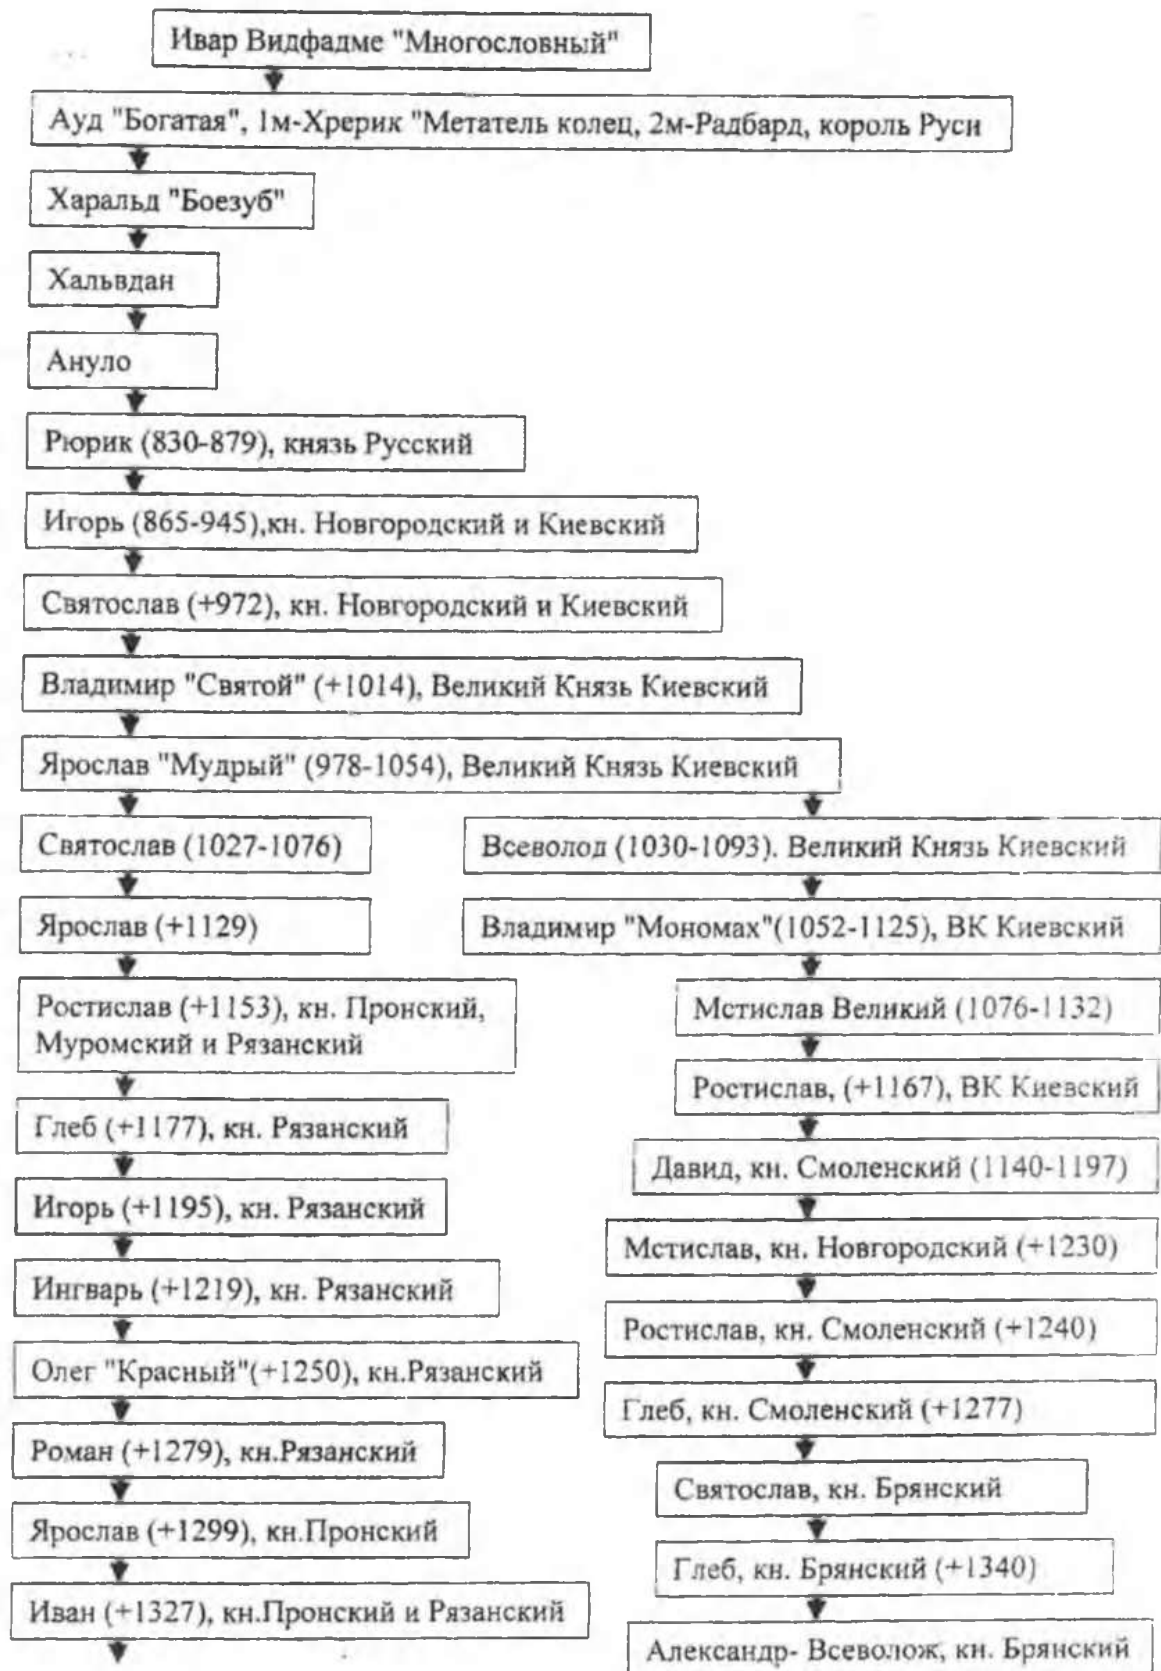 Ивар Видфадме "Многословный"
Ауд "Богатая", 1м-Хрерик "Метатель колец, 2м-Радбард, король Руси
Харальд "Боезуб"
Хальвдан
Ануло
Рюрик (830-879), князь Русский
Игорь (865-945),кн. Новгородский и Киевский
Святослав (+972), кн. Новгородский и Киевский
Владимир "Святой" (+1014), Великий Князь Киевский
Ярослав "Мудрый" (978-1054), Великий Князь Киевский
Святослав (1027-1076)
Ярослав (+1129)
Ростислав (+1153), кн. Пронский,
Муромский и Рязанский
Глеб (+1177), кн. Рязанский
Игорь (+1195), кн. Рязанский
Ингварь (+1219), кн. Рязанский
Олег "Красный"(+1250), кн.Рязанский
Роман (+1279), кн.Рязанский
Ярослав (+1299), кн.Пронский
Иван (+1327), кн.Пронский и Рязанский
Всеволод (1030-1093). Великий Князь Киевский
Владимир "Мономах"(1052-1125), ВК Киевский
Мстислав Великий (1076-1132)
Ростислав, (+1167), ВК Киевский
Давид, кн. Смоленский (1140-1197)
Мстислав, кн. Новгородский (+1230)
Ростислав, кн. Смоленский (+1240)
Глеб, кн. Смоленский (+1277)
Святослав, кн. Брянский
Глеб, кн. Брянский (+1340)
Александр- Всеволож, кн. Брянский